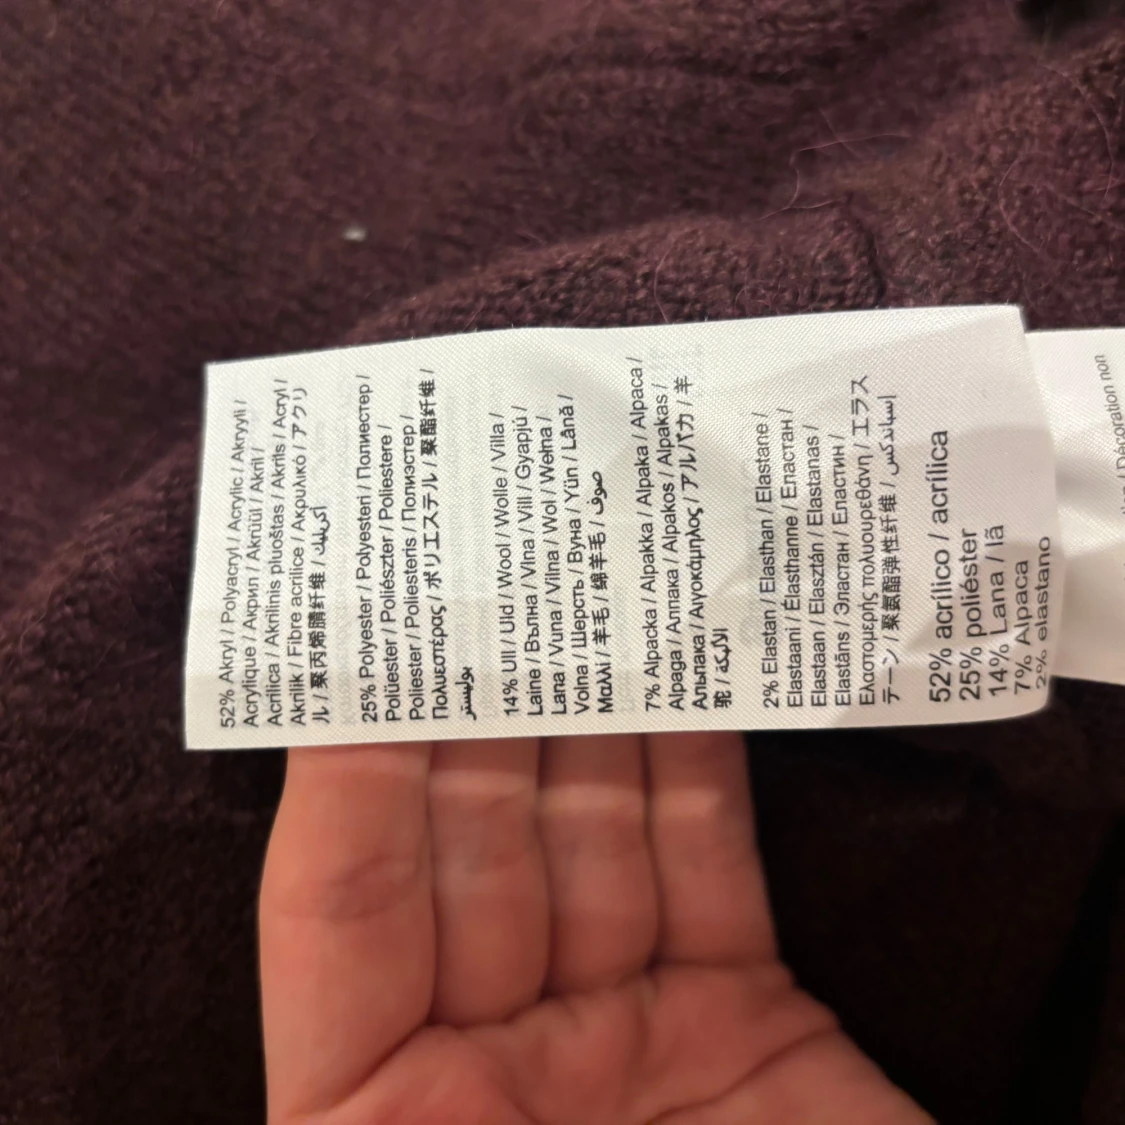 52% Akryl / Polyacryl / Acrylic / Akryyli /
Acrylique / Акрил / Akrüül / Akril /
Acrilica / Akrilinis pluoštas / Akrils / Acryl /
Akrilik / Fibre acrilice / Ακρυλικό / アクリ
ル / 聚丙烯腈纤维 / أكريليك
25% Polyester / Polyesteri / Полиестер /
Polüester / Poliészter / Poliestere /
Poliester / Poliesteris / Полиэстер /
Πολυεστέρας / ポリエステル / 聚酯纤维 /
بوليستر
14% Ull / Uld / Wool / Wolle / Villa /
Laine / Вълна / Vlna / Vill / Gyapjú /
Lana / Vuna / Vilna / Wol / Wełna /
Volna / Шерсть / Вуна / Yün / Lână /
Μαλλί / 羊毛 / 绵羊毛 / صوف
7% Alpacka / Alpakka / Alpaka / Alpaca /
Alpaga / Алпака / Alpakos / Alpakas /
Альпака / Αιγοκάμηλος / アルパカ / 羊
驼 / الالبكة
2% Elastan / Elasthan / Elastane /
Elastaani / Élasthanne / Еластан /
Elastaan / Elasztán / Elastanas /
Elastāns / Эластан / Еластин /
Ελαστομερής πολυουρεθάνη / エラス
テーン / 聚氨酯弹性纤维 / إسباندكس
52% acrílico / acrílica
25% poliéster
14% Lana / lã
7% Alpaca
2% elastano
/ Décoration non